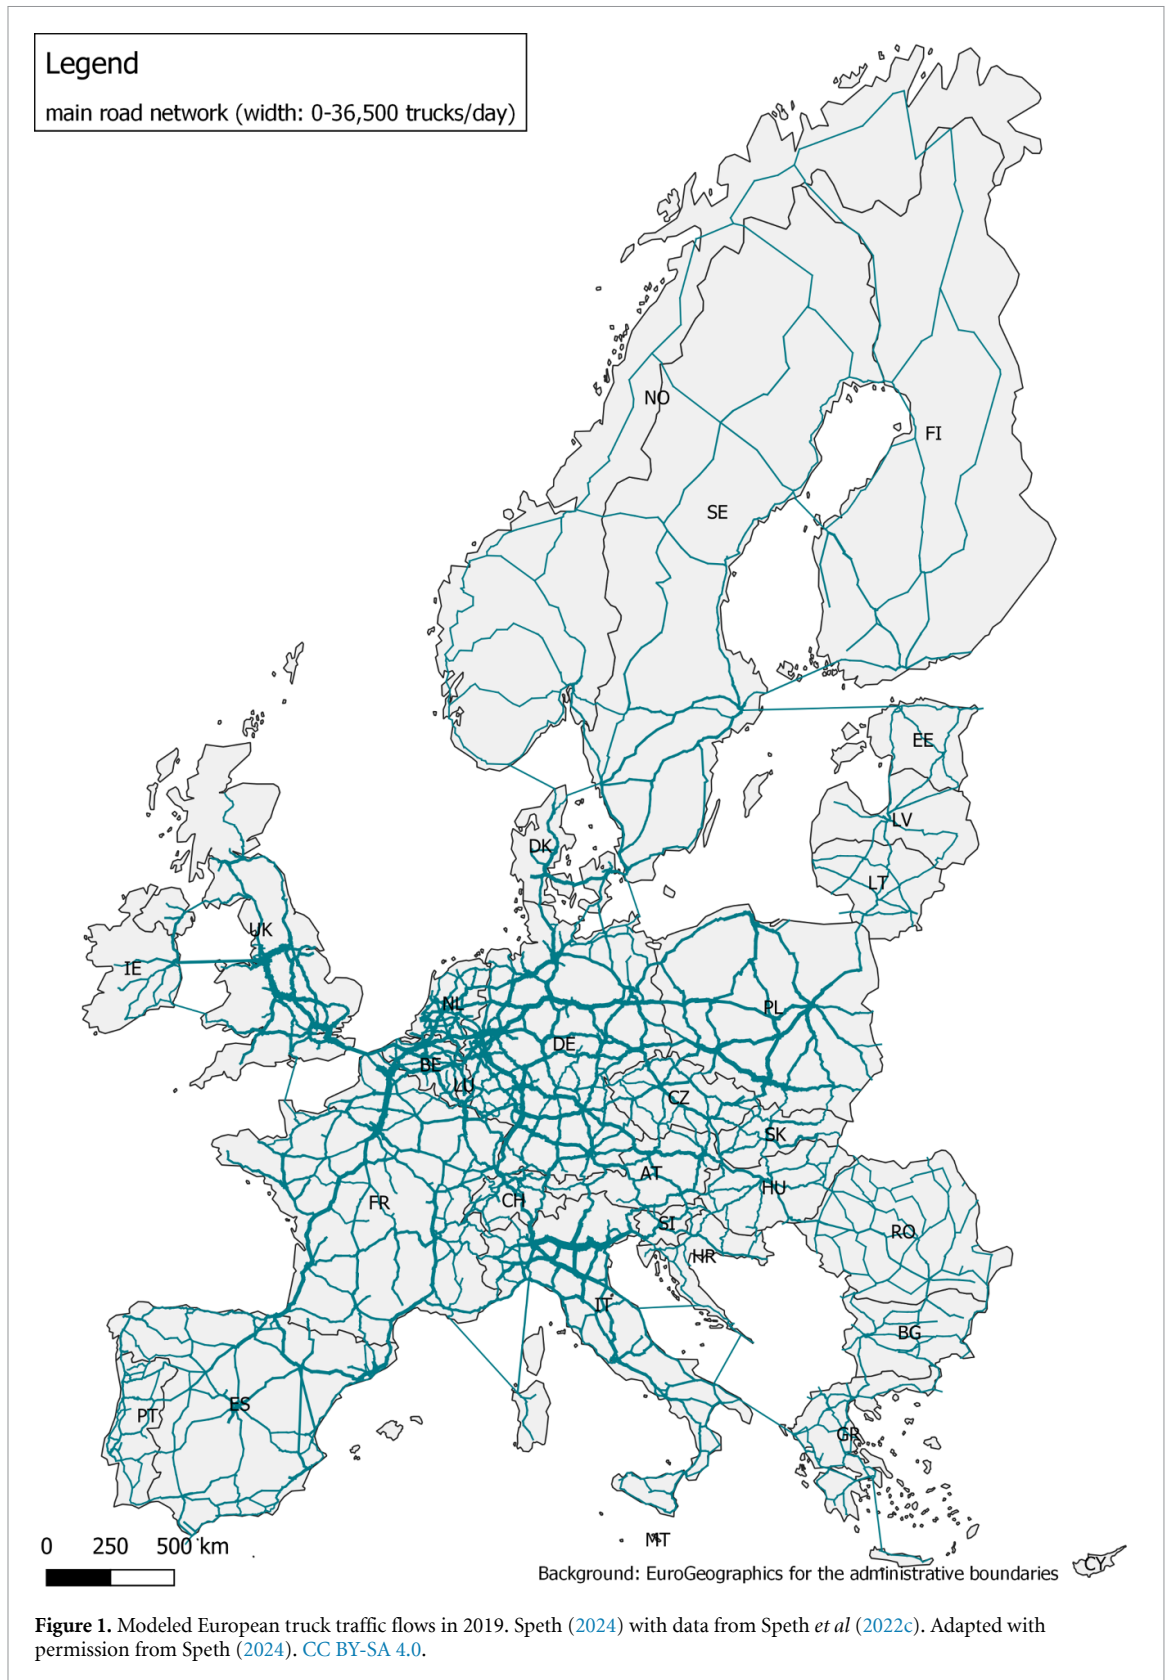 Legend
main road network (width: 0-36,500 trucks/day)
NO
FI
SE
EE
LV
DK
LT
UK
IE
NL
PL
DE
BE
LU
CZ
SK
AT
HU
FR
CH
SI
RO
HR
IT
BG
ES
PT
GR
MT
0 250 500 km
CY
Background: EuroGeographics for the administrative boundaries
Figure 1. Modeled European truck traffic flows in 2019. Speth (2024) with data from Speth et al (2022c). Adapted with
permission from Speth (2024). CC BY-SA 4.0.